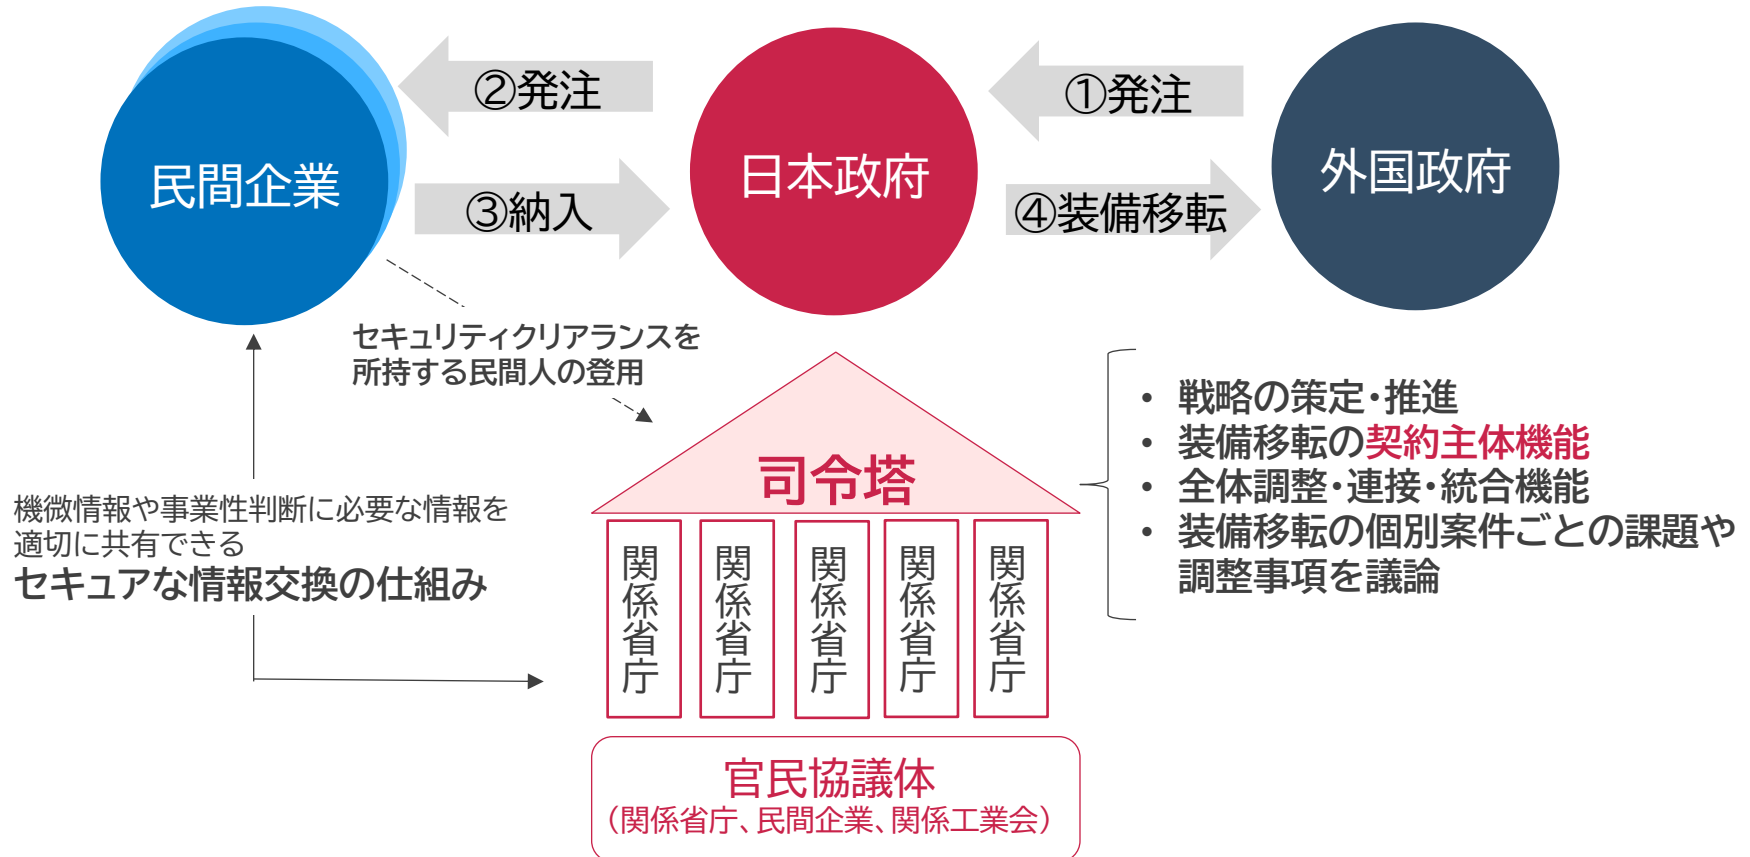 ②発注
①発注
民間企業
日本政府
外国政府
③納入
④装備移転
セキュリティクリアランスを
所持する民間人の登用
• 戦略の策定・推進
• 装備移転の契約主体機能
• 全体調整・連接・統合機能
• 装備移転の個別案件ごとの課題や
調整事項を議論
司令塔
機微情報や事業性判断に必要な情報を
適切に共有できる
セキュアな情報交換の仕組み
関係省庁
関係省庁
関係省庁
関係省庁
関係省庁
官民協議体
（関係省庁、民間企業、関係工業会）